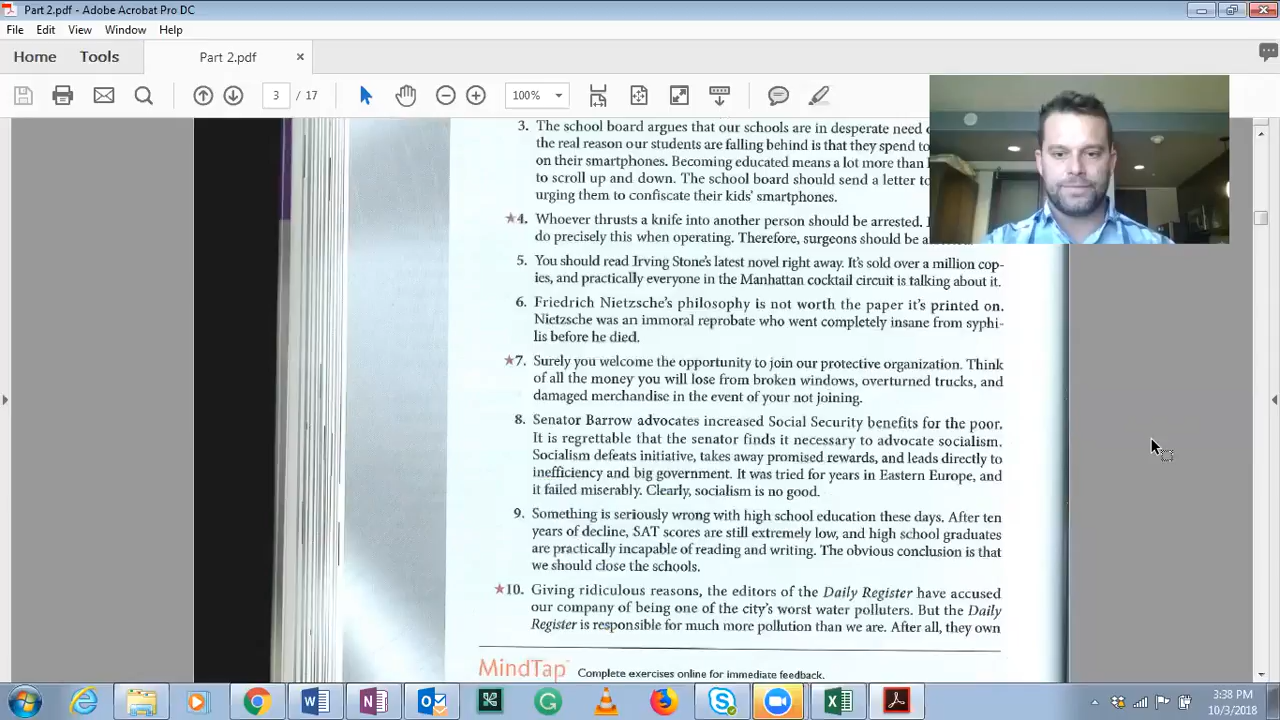 Part 2.pdf - Adobe Acrobat Pro DC
File Edit View Window Help
Home Tools Part 2.pdf ×
3 / 17 100%
3. The school board argues that our schools are in desperate need
the real reason our students are falling behind is that they spend to
on their smartphones. Becoming educated means a lot more than
to scroll up and down. The school board should send a letter to
urging them to confiscate their kids' smartphones.
★4. Whoever thrusts a knife into another person should be arrested.
do precisely this when operating. Therefore, surgeons should be
5. You should read Irving Stone's latest novel right away. It's sold over a million cop-
ies, and practically everyone in the Manhattan cocktail circuit is talking about it.
6. Friedrich Nietzsche's philosophy is not worth the paper it's printed on.
Nietzsche was an immoral reprobate who went completely insane from syphi-
lis before he died.
★7. Surely you welcome the opportunity to join our protective organization. Think
of all the money you will lose from broken windows, overturned trucks, and
damaged merchandise in the event of your not joining.
8. Senator Barrow advocates increased Social Security benefits for the poor.
It is regrettable that the senator finds it necessary to advocate socialism.
Socialism defeats initiative, takes away promised rewards, and leads directly to
inefficiency and big government. It was tried for years in Eastern Europe, and
it failed miserably. Clearly, socialism is no good.
9. Something is seriously wrong with high school education these days. After ten
years of decline, SAT scores are still extremely low, and high school graduates
are practically incapable of reading and writing. The obvious conclusion is that
we should close the schools.
★10. Giving ridiculous reasons, the editors of the Daily Register have accused
our company of being one of the city's worst water polluters. But the Daily
Register is responsible for much more pollution than we are. After all, they own
MindTap Complete exercises online for immediate feedback.
3:38 PM
10/3/2018